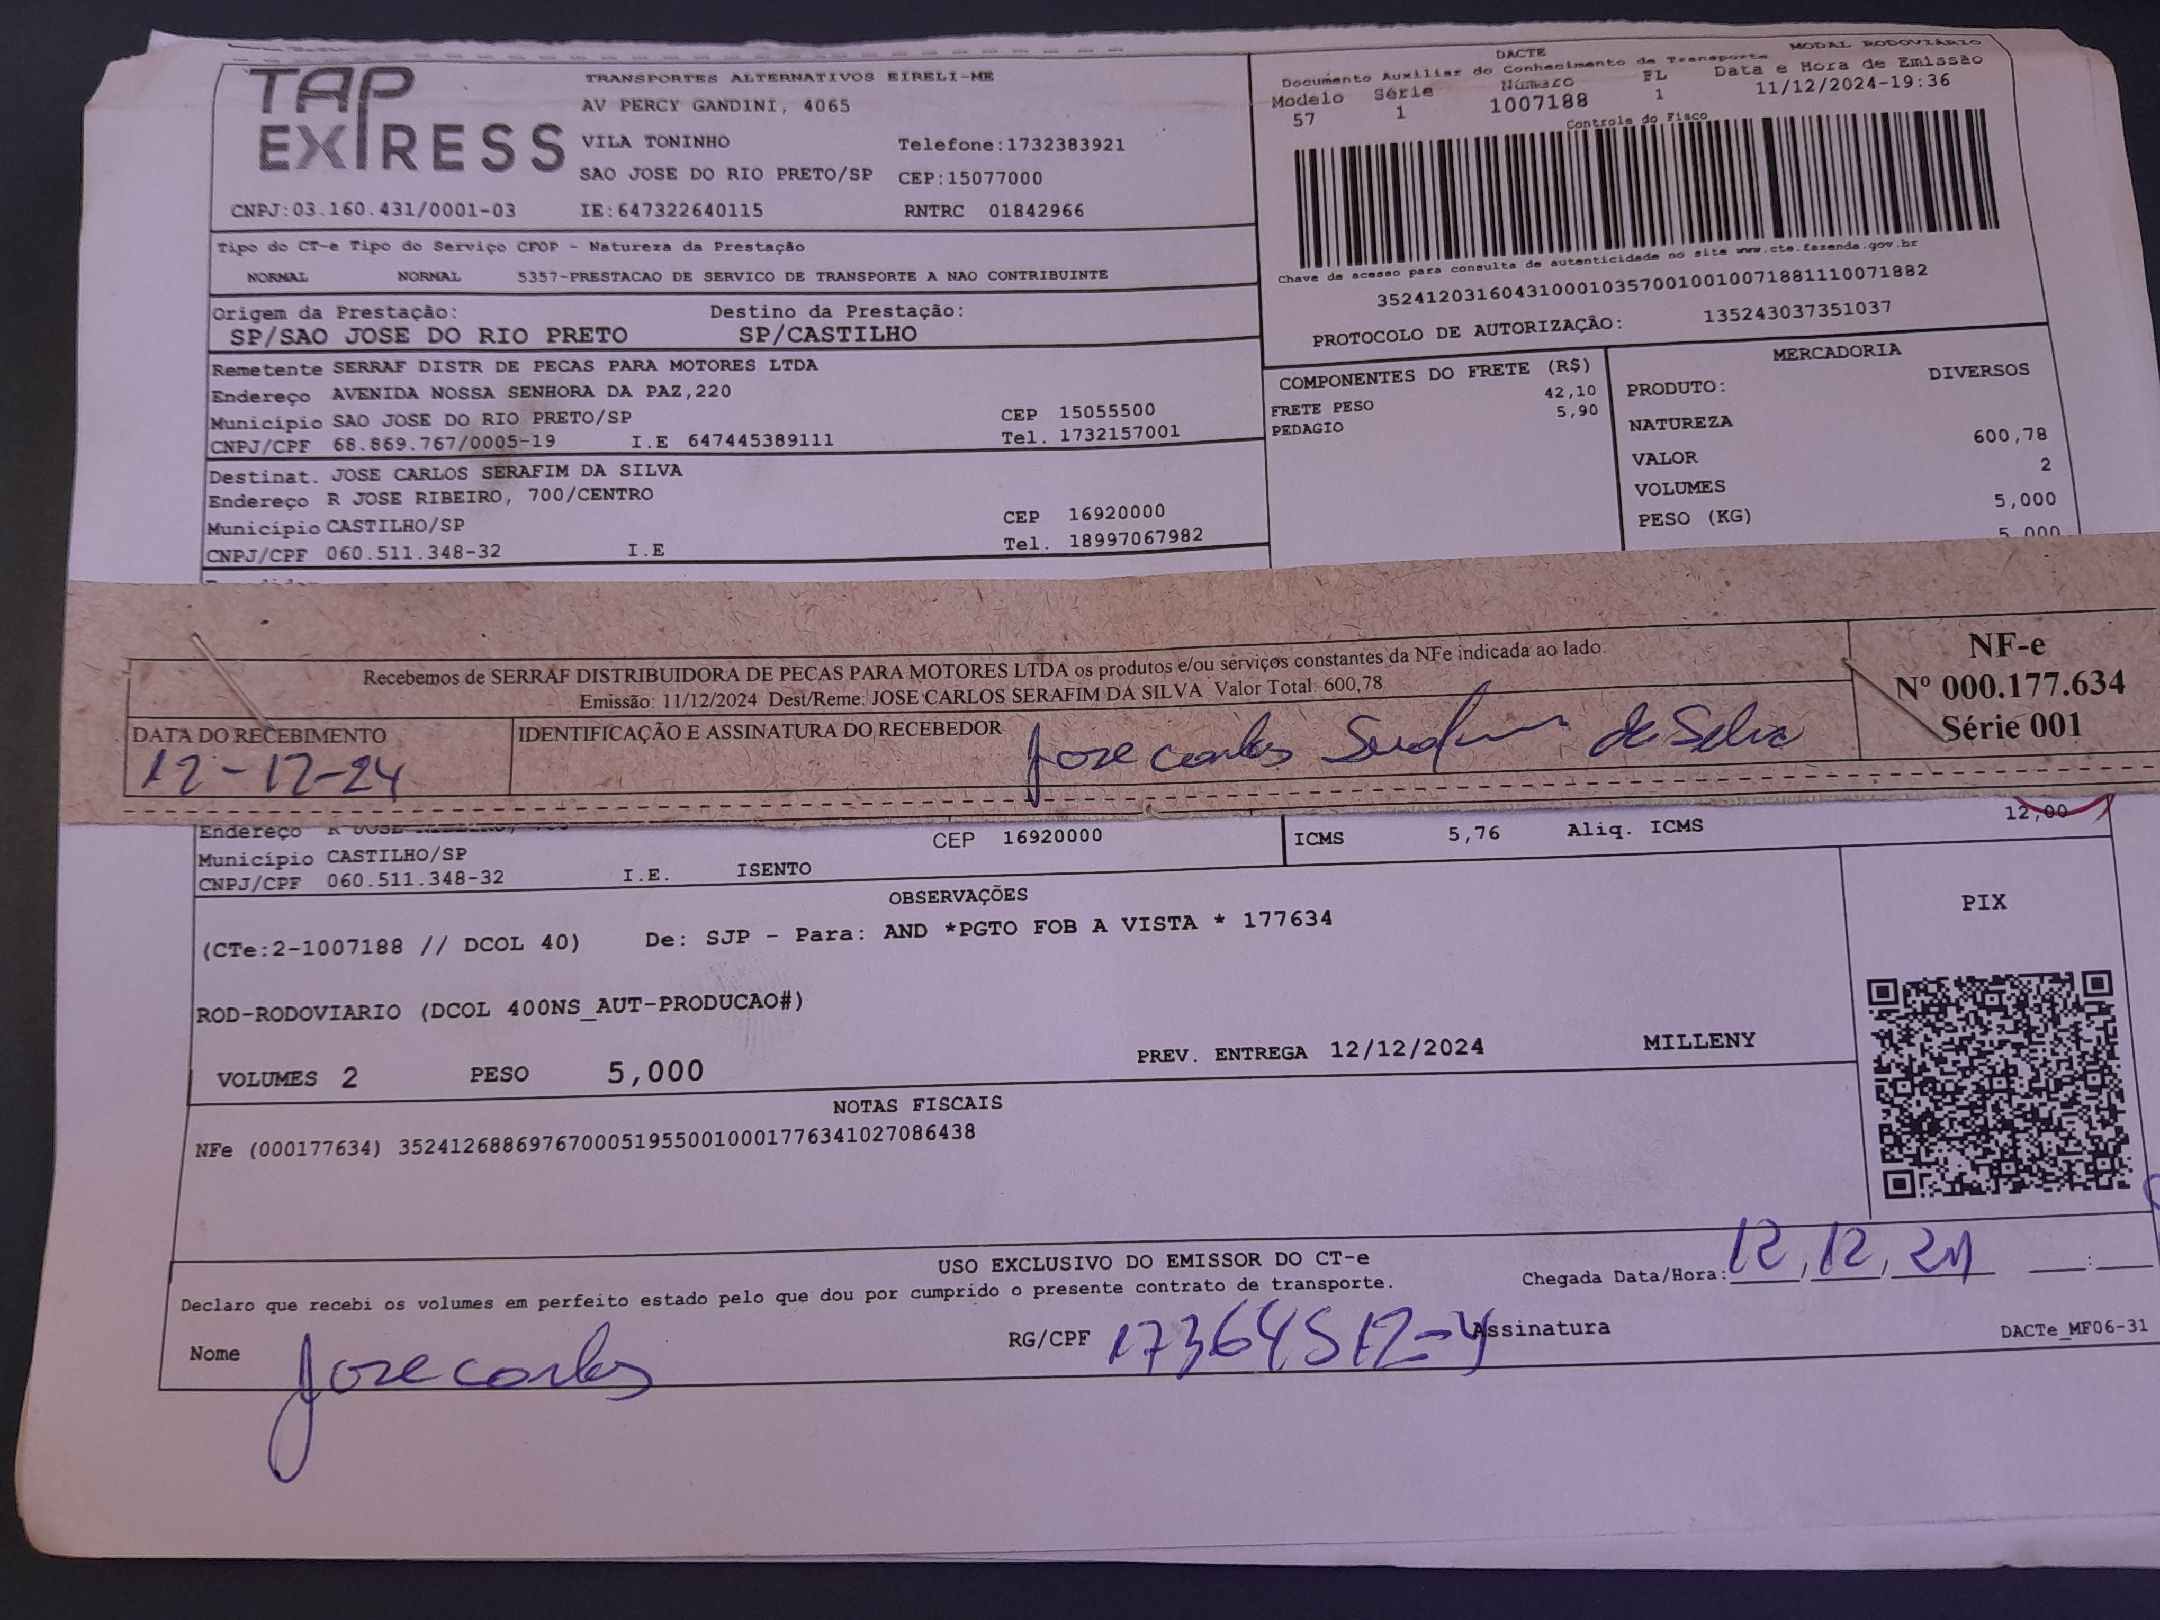 TAP EXPRESS
TRANSPORTES ALTERNATIVOS EIRELI-ME
AV PERCY GANDINI, 4065
VILA TONINHO Telefone:1732383921
SAO JOSE DO RIO PRETO/SP CEP:15077000
CNPJ:03.160.431/0001-03 IE:647322640115 RNTRC 01842966
DACTE MODAL RODOVIÁRIO
Documento Auxiliar do Conhecimento de Transporte
Modelo Série Número FL Data e Hora de Emissão
57 1 1007188 1 11/12/2024-19:36
Controle do Fisco
Chave de acesso para consulta de autenticidade no site www.cte.fazenda.gov.br
35241203160431000103570010010071881110071882
PROTOCOLO DE AUTORIZAÇÃO: 135243037351037
Tipo do CT-e Tipo do Serviço CFOP - Natureza da Prestação
NORMAL NORMAL 5357-PRESTACAO DE SERVICO DE TRANSPORTE A NAO CONTRIBUINTE
Origem da Prestação: Destino da Prestação:
SP/SAO JOSE DO RIO PRETO SP/CASTILHO
Remetente SERRAF DISTR DE PECAS PARA MOTORES LTDA
Endereço AVENIDA NOSSA SENHORA DA PAZ,220
Município SAO JOSE DO RIO PRETO/SP CEP 15055500
CNPJ/CPF 68.869.767/0005-19 I.E 647445389111 Tel. 1732157001
Destinat. JOSE CARLOS SERAFIM DA SILVA
Endereço R JOSE RIBEIRO, 700/CENTRO
Município CASTILHO/SP CEP 16920000
CNPJ/CPF 060.511.348-32 I.E Tel. 18997067982
COMPONENTES DO FRETE (R$)
FRETE PESO 42,10
PEDAGIO 5,90
MERCADORIA
PRODUTO: DIVERSOS
NATUREZA
VALOR 600,78
VOLUMES 2
PESO (KG) 5,000
5,000
Recebemos de SERRAF DISTRIBUIDORA DE PECAS PARA MOTORES LTDA os produtos e/ou serviços constantes da NFe indicada ao lado.
Emissão: 11/12/2024 Dest/Reme: JOSE CARLOS SERAFIM DA SILVA Valor Total: 600,78
DATA DO RECEBIMENTO IDENTIFICAÇÃO E ASSINATURA DO RECEBEDOR
12-12-24 Jose carlos Serafim da Selva
NF-e
Nº 000.177.634
Série 001
Endereço R JOSE RIBEIRO, 700 CEP 16920000
Município CASTILHO/SP
CNPJ/CPF 060.511.348-32 I.E. ISENTO
ICMS 5,76 Aliq. ICMS 12,00
OBSERVAÇÕES
(CTe:2-1007188 // DCOL 40) De: SJP - Para: AND *PGTO FOB A VISTA * 177634
ROD-RODOVIARIO (DCOL 400NS_AUT-PRODUCAO#)
VOLUMES 2 PESO 5,000 PREV. ENTREGA 12/12/2024 MILLENY
PIX
NOTAS FISCAIS
NFe (000177634) 35241268869767000519550010001776341027086438
USO EXCLUSIVO DO EMISSOR DO CT-e
Declaro que recebi os volumes em perfeito estado pelo que dou por cumprido o presente contrato de transporte.
Chegada Data/Hora: 12,12,24 __:__
Nome Jose carlos RG/CPF 17364512-4 Assinatura
DACTe_MF06-31